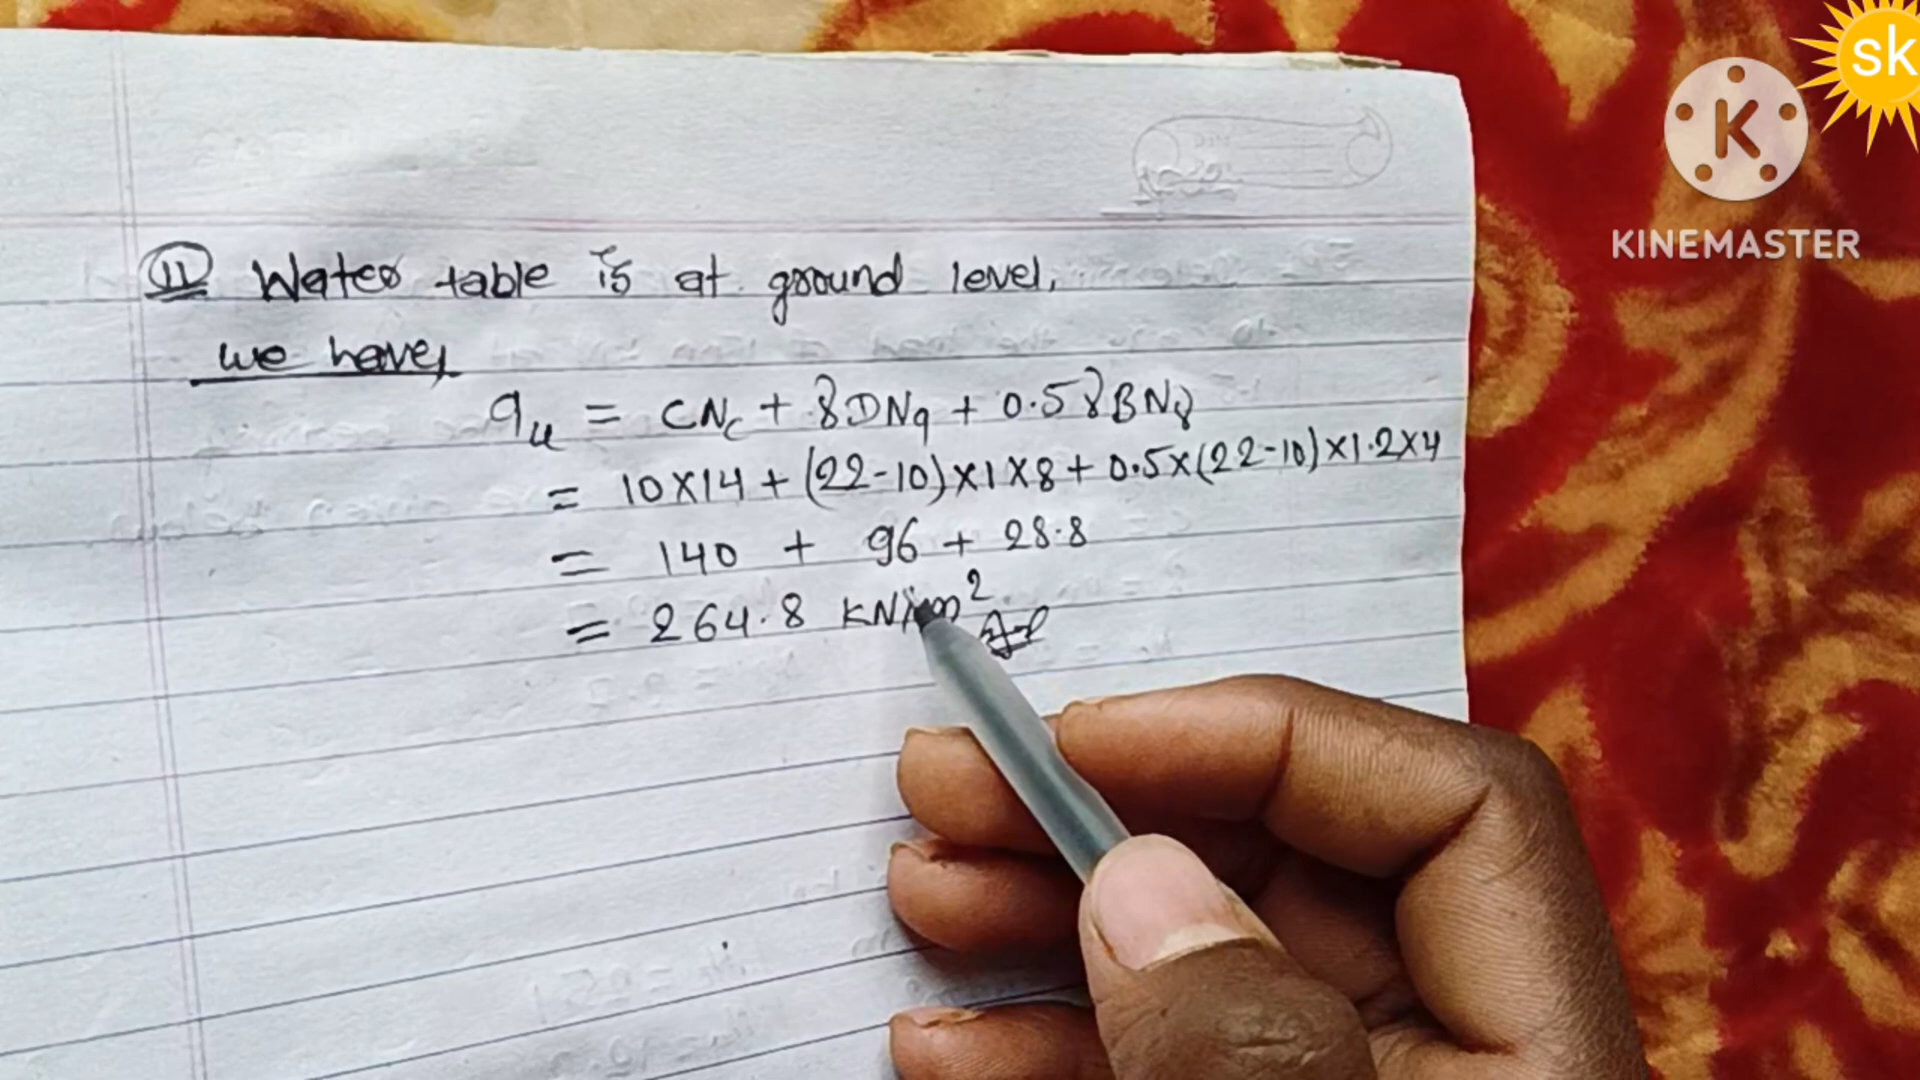 sk
K
KINEMASTER
(ii) Water table is at ground level,
we have,
qu = CNc + γDNq + 0.5γBNγ
= 10×14 + (22-10)×1×8 + 0.5×(22-10)×1.2×4
= 140 + 96 + 28.8
= 264.8 KN/m²